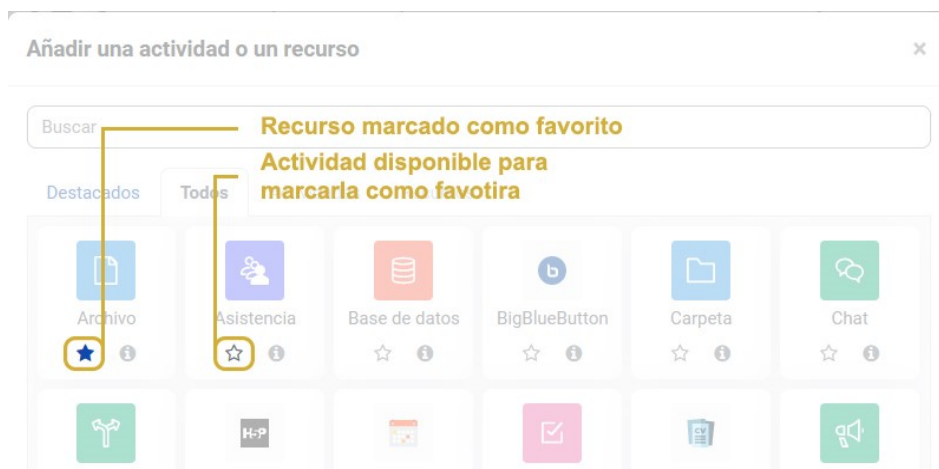 Añadir una actividad o un recurso ×
Buscar
Recurso marcado como favorito
Actividad disponible para
marcarla como favotira
Destacados Todos
Archivo Asistencia Base de datos BigBlueButton Carpeta Chat
H-P
CV